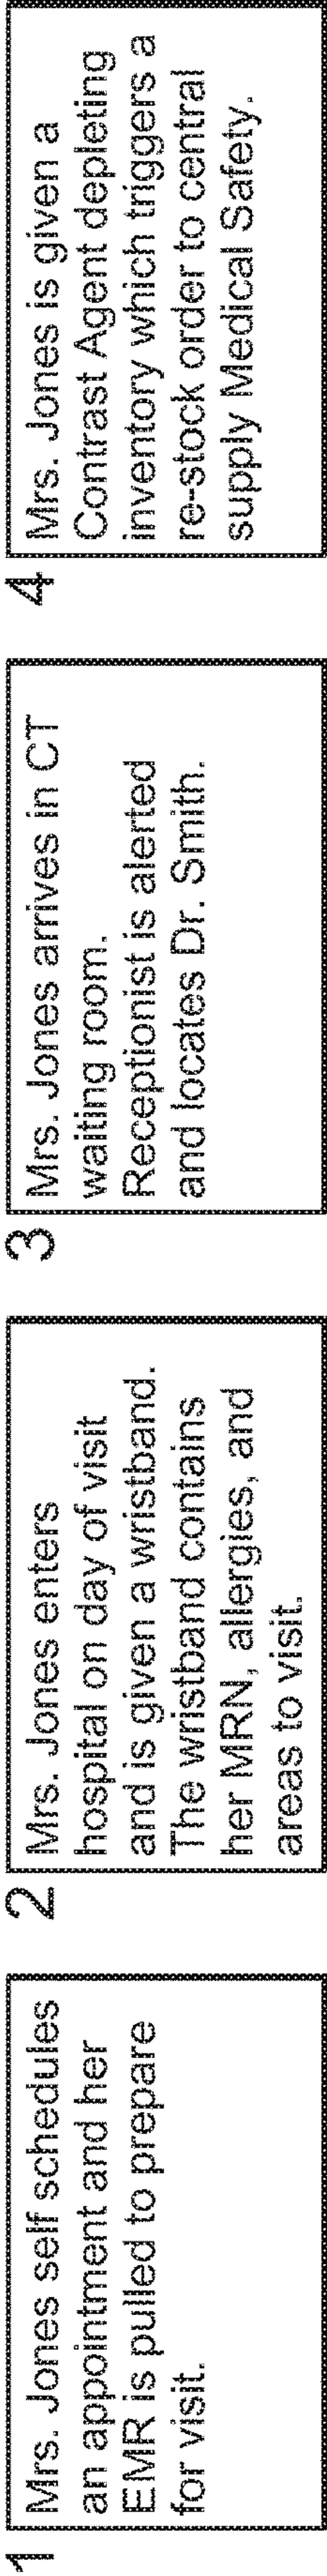 1
Mrs. Jones self schedules
an appointment and her
EMR is pulled to prepare
for visit.
2
Mrs. Jones enters
hospital on day of visit
and is given a wristband.
The wristband contains
her MRN, allergies, and
areas to visit.
3
Mrs. Jones arrives in CT
waiting room.
Receptionist is alerted
and locates Dr. Smith.
4
Mrs. Jones is given a
Contrast Agent depleting
inventory which triggers a
re-stock order to central
supply Medical Safety.